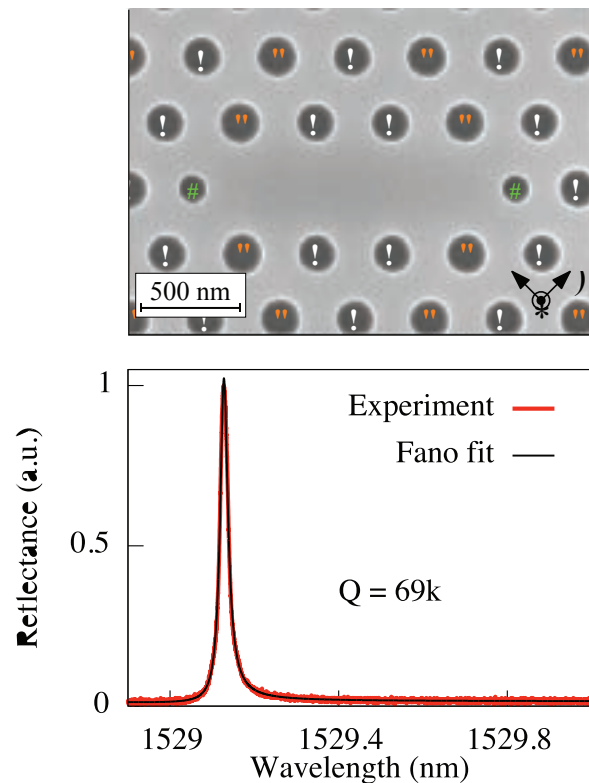 " ! " ! " ! "
! " ! ! " !
# # !
! " ! ! " !
500 nm )
*
" ! " ! " ! "
1
Experiment
Fano fit
Reflectance (a.u.)
0.5
Q = 69k
0
1529 1529.4 1529.8
Wavelength (nm)